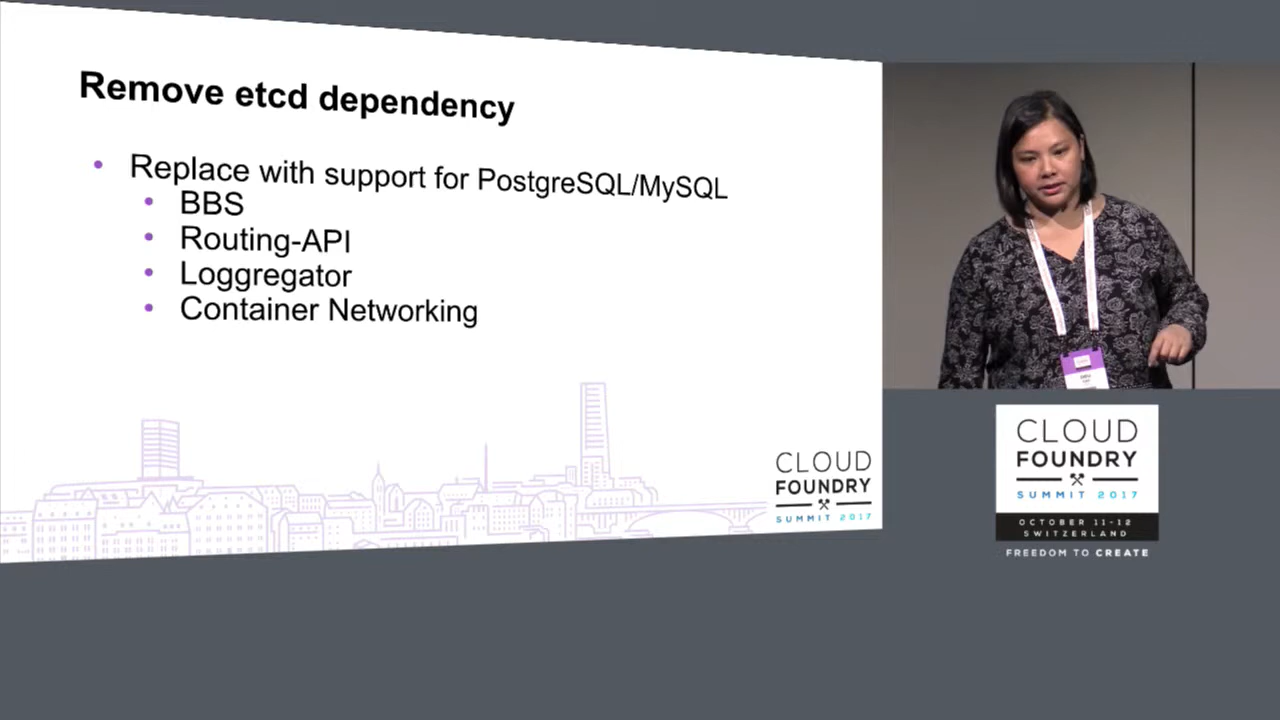 Remove etcd dependency
• Replace with support for PostgreSQL/MySQL
• BBS
• Routing-API
• Loggregator
• Container Networking
CLOUD
FOUNDRY
SUMMIT 2017
CLOUD
FOUNDRY
SUMMIT 2017
OCTOBER 11-12
SWITZERLAND
FREEDOM TO CREATE